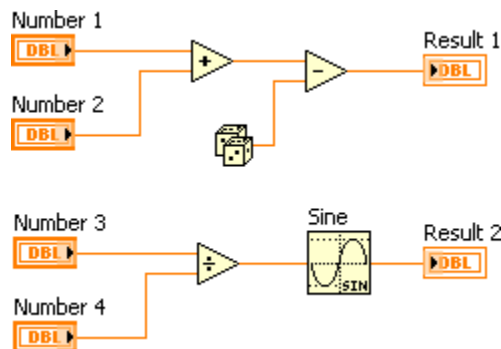 Number 1
DBL
Result 1
+
-
DBL
Number 2
DBL
Number 3
DBL
Sine
Result 2
÷
SIN
DBL
Number 4
DBL